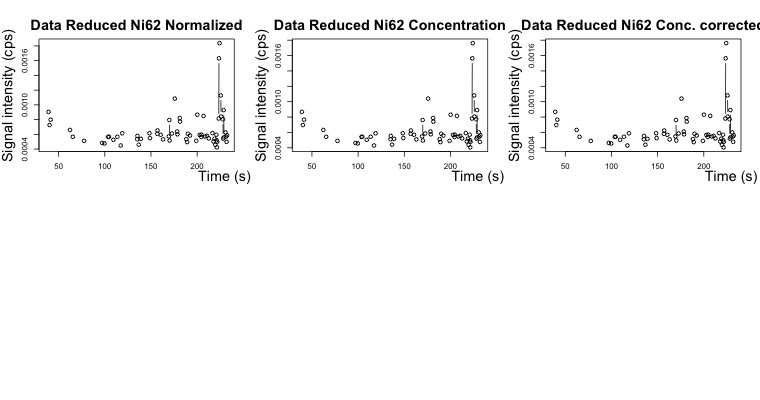 Data Reduced Ni62 Normalized
Signal intensity (cps)
0.0004 0.0010 0.0016
50 100 150 200
Time (s)
Data Reduced Ni62 Concentration
Signal intensity (cps)
0.0004 0.0010 0.0016
50 100 150 200
Time (s)
Data Reduced Ni62 Conc. corrected
Signal intensity (cps)
0.0004 0.0010 0.0016
50 100 150 200
Time (s)